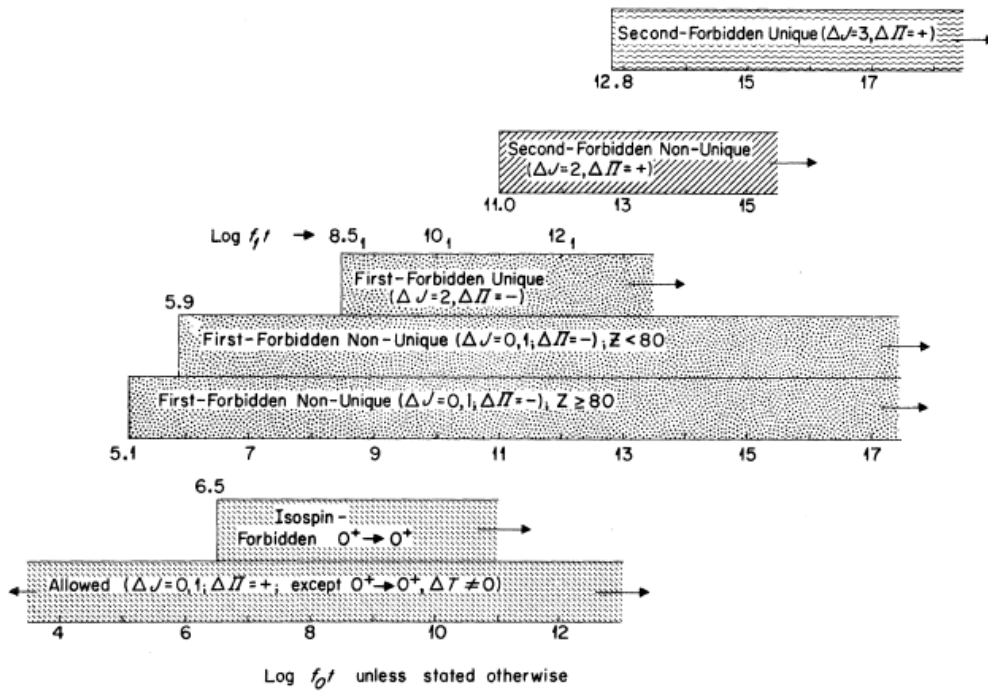 Second-Forbidden Unique (ΔJ=3, ΔΠ=+)
12.8 15 17
Second-Forbidden Non-Unique
(ΔJ=2, ΔΠ=+)
11.0 13 15
Log f₁t → 8.5₁ 10₁ 12₁
First-Forbidden Unique
(ΔJ=2, ΔΠ=−)
5.9
First-Forbidden Non-Unique (ΔJ=0,1; ΔΠ=−); Z < 80
First-Forbidden Non-Unique (ΔJ=0,1; ΔΠ=−); Z ≥ 80
5.1 7 9 11 13 15 17
6.5
Isospin-
Forbidden 0⁺→0⁺
Allowed (ΔJ=0,1; ΔΠ=+; except 0⁺→0⁺, ΔT≠0)
4 6 8 10 12
Log f₀t unless stated otherwise